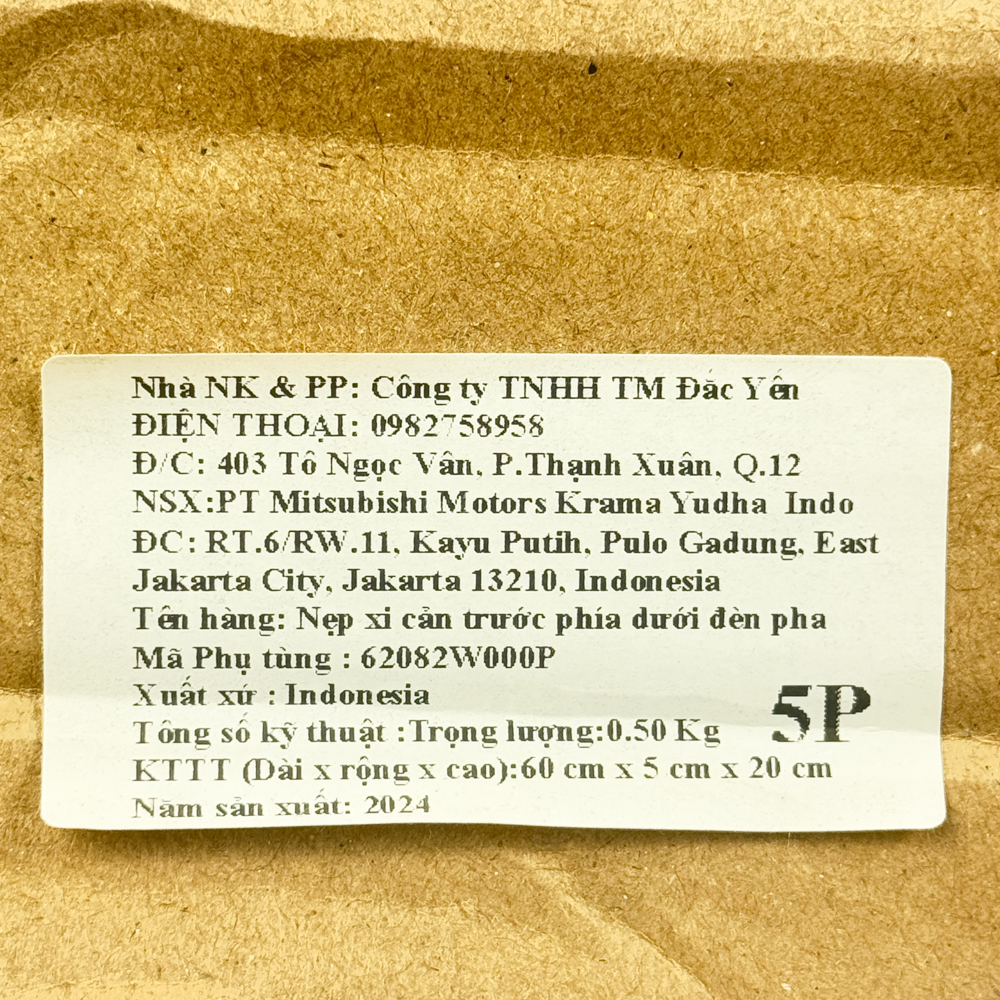 Nhà NK & PP: Công ty TNHH TM Đắc Yến
ĐIỆN THOẠI: 0982758958
Đ/C: 403 Tô Ngọc Vân, P.Thạnh Xuân, Q.12
NSX:PT Mitsubishi Motors Krama Yudha Indo
ĐC: RT.6/RW.11, Kayu Putih, Pulo Gadung, East
Jakarta City, Jakarta 13210, Indonesia
Tên hàng: Nẹp xi cản trước phía dưới đèn pha
Mã Phụ tùng : 62082W000P
Xuất xứ : Indonesia
5P
Tông số kỹ thuật :Trọng lượng:0.50 Kg
KTTT (Dài x rộng x cao):60 cm x 5 cm x 20 cm
Năm sản xuất: 2024